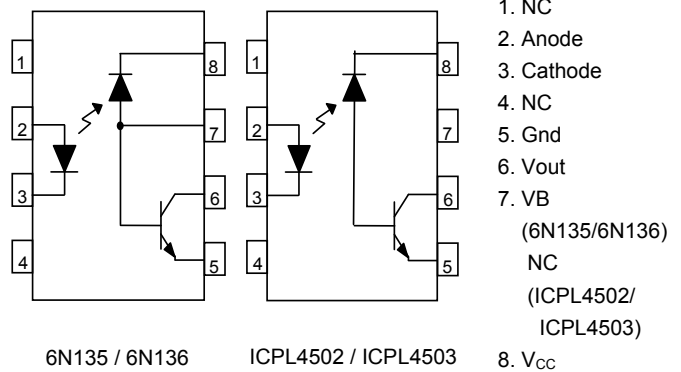 1
2
3
4
8
7
6
5
6N135 / 6N136
1
2
3
4
8
7
6
5
ICPL4502 / ICPL4503
1. NC
2. Anode
3. Cathode
4. NC
5. Gnd
6. Vout
7. VB
(6N135/6N136)
NC
(ICPL4502/
ICPL4503)
8. VCC